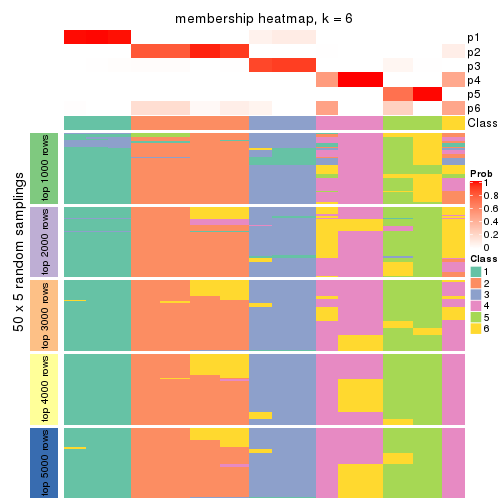 membership heatmap, k = 6
p1
p2
p3
p4
p5
p6
Class
50 x 5 random samplings
top 1000 rows
top 2000 rows
top 3000 rows
top 4000 rows
top 5000 rows
Prob
1
0.8
0.6
0.4
0.2
0
Class
1
2
3
4
5
6